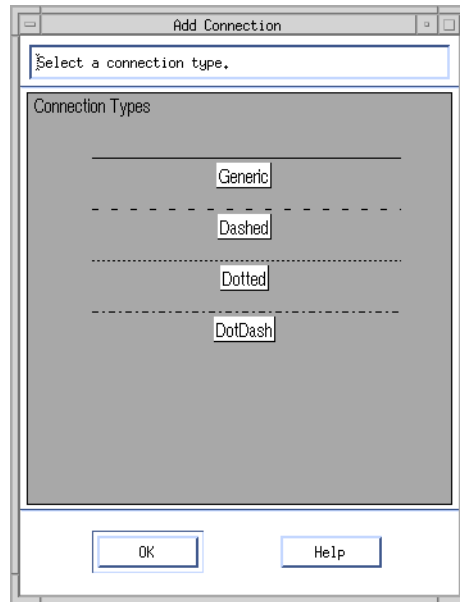 Add Connection
Select a connection type.
Connection Types
Generic
Dashed
Dotted
DotDash
OK Help